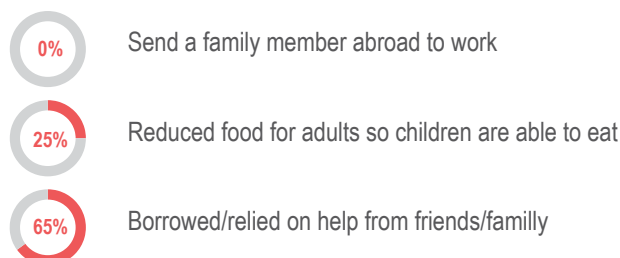 0% Send a family member abroad to work
25% Reduced food for adults so children are able to eat
65% Borrowed/relied on help from friends/familly